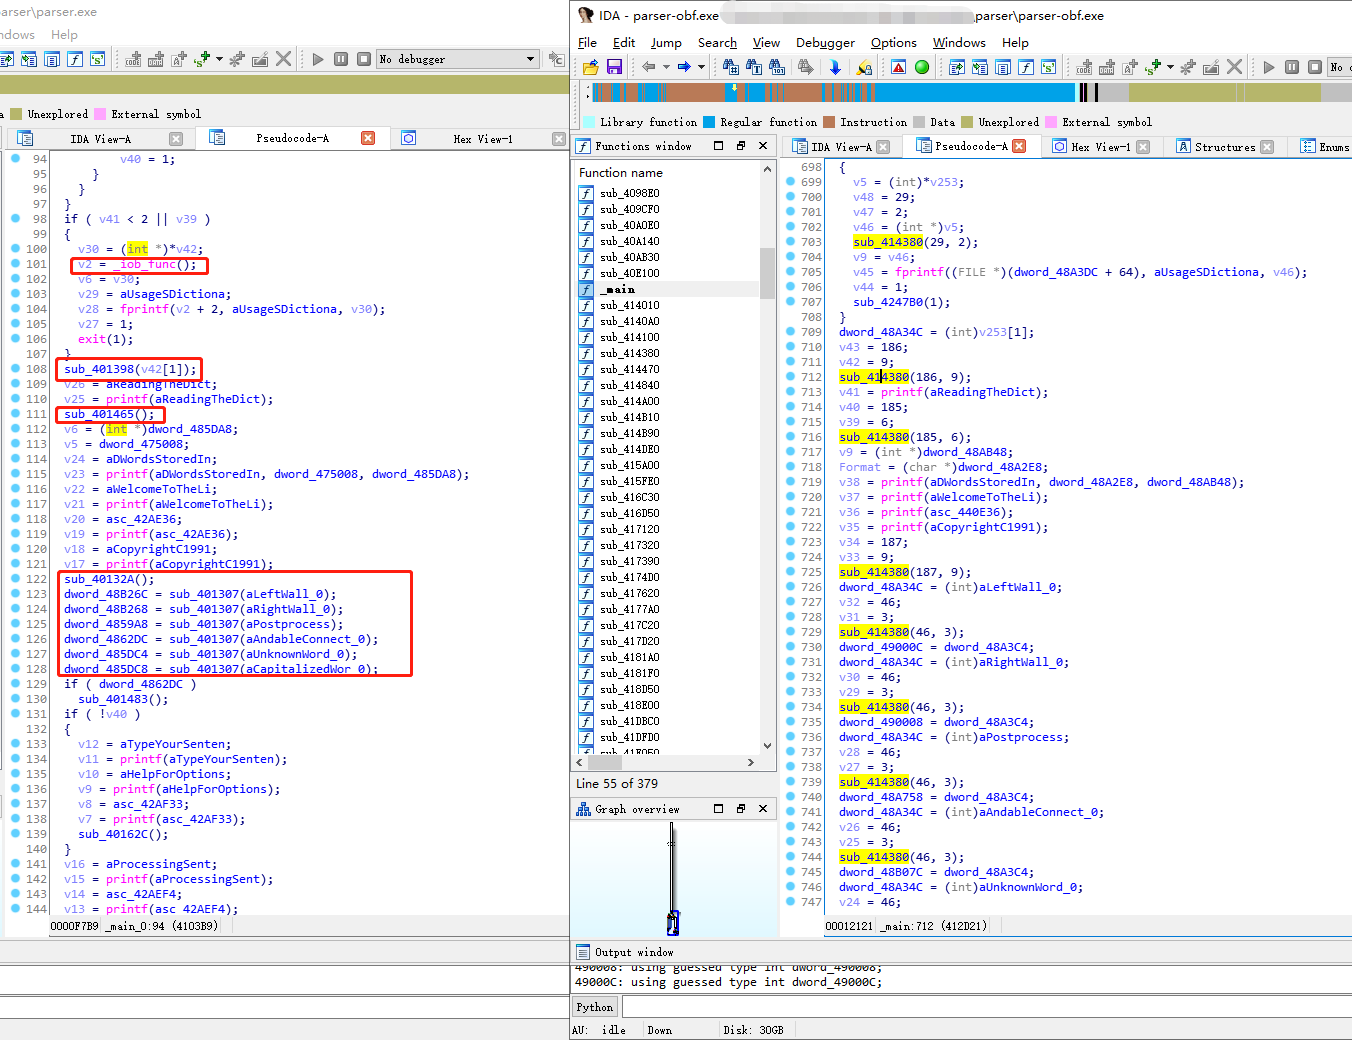 arser\parser.exe
ndows Help
No debugger
a Unexplored External symbol
IDA View-A Pseudocode-A Hex View-1
94 v40 = 1;
95 }
96 }
97 }
98 if ( v41 < 2 || v39 )
99 {
100 v30 = (int *)*v42;
101 v2 = _iob_func();
102 v6 = v30;
103 v29 = aUsageSDictiona;
104 v28 = fprintf(v2 + 2, aUsageSDictiona, v30);
105 v27 = 1;
106 exit(1);
107 }
108 sub_401398(v42[1]);
109 v26 = aReadingTheDict;
110 v25 = printf(aReadingTheDict);
111 sub_401465();
112 v6 = (int *)dword_485DA8;
113 v5 = dword_475008;
114 v24 = aDWordsStoredIn;
115 v23 = printf(aDWordsStoredIn, dword_475008, dword_485DA8);
116 v22 = aWelcomeToTheLi;
117 v21 = printf(aWelcomeToTheLi);
118 v20 = asc_42AE36;
119 v19 = printf(asc_42AE36);
120 v18 = aCopyrightC1991;
121 v17 = printf(aCopyrightC1991);
122 sub_40132A();
123 dword_48B26C = sub_401307(aLeftWall_0);
124 dword_48B268 = sub_401307(aRightWall_0);
125 dword_4859A8 = sub_401307(aPostprocess);
126 dword_4862DC = sub_401307(aAndableConnect_0);
127 dword_485DC4 = sub_401307(aUnknownWord_0);
128 dword_485DC8 = sub_401307(aCapitalizedWor_0);
129 if ( dword_4862DC )
130 sub_401483();
131 if ( !v40 )
132 {
133 v12 = aTypeYourSenten;
134 v11 = printf(aTypeYourSenten);
135 v10 = aHelpForOptions;
136 v9 = printf(aHelpForOptions);
137 v8 = asc_42AF33;
138 v7 = printf(asc_42AF33);
139 sub_40162C();
140 }
141 v16 = aProcessingSent;
142 v15 = printf(aProcessingSent);
143 v14 = asc_42AEF4;
144 v13 = printf(asc_42AEF4);
0000F7B9 _main_0:94 (4103B9)
IDA - parser-obf.exe \parser\parser-obf.exe
File Edit Jump Search View Debugger Options Windows Help
No d
Library function Regular function Instruction Data Unexplored External symbol
Functions window
Function name
sub_4098E0
sub_409CF0
sub_40A0E0
sub_40A140
sub_40AB30
sub_40E100
_main
sub_414010
sub_4140A0
sub_414100
sub_414380
sub_414470
sub_414840
sub_414A00
sub_414B10
sub_414B90
sub_414DE0
sub_415A00
sub_415FE0
sub_416C30
sub_416D50
sub_417120
sub_417320
sub_417390
sub_4174D0
sub_417620
sub_4177A0
sub_417C20
sub_417D20
sub_4181A0
sub_4181F0
sub_418D50
sub_418E00
sub_41DBC0
sub_41DFD0
sub_41F050
Line 55 of 379
Graph overview
IDA View-A Pseudocode-A Hex View-1 Structures Enums
698 {
699 v5 = (int)*v253;
700 v48 = 29;
701 v47 = 2;
702 v46 = (int *)v5;
703 sub_414380(29, 2);
704 v9 = v46;
705 v45 = fprintf((FILE *)(dword_48A3DC + 64), aUsageSDictiona, v46);
706 v44 = 1;
707 sub_4247B0(1);
708 }
709 dword_48A34C = (int)v253[1];
710 v43 = 186;
711 v42 = 9;
712 sub_414380(186, 9);
713 v41 = printf(aReadingTheDict);
714 v40 = 185;
715 v39 = 6;
716 sub_414380(185, 6);
717 v9 = (int *)dword_48AB48;
718 Format = (char *)dword_48A2E8;
719 v38 = printf(aDWordsStoredIn, dword_48A2E8, dword_48AB48);
720 v37 = printf(aWelcomeToTheLi);
721 v36 = printf(asc_440E36);
722 v35 = printf(aCopyrightC1991);
723 v34 = 187;
724 v33 = 9;
725 sub_414380(187, 9);
726 dword_48A34C = (int)aLeftWall_0;
727 v32 = 46;
728 v31 = 3;
729 sub_414380(46, 3);
730 dword_49000C = dword_48A3C4;
731 dword_48A34C = (int)aRightWall_0;
732 v30 = 46;
733 v29 = 3;
734 sub_414380(46, 3);
735 dword_490008 = dword_48A3C4;
736 dword_48A34C = (int)aPostprocess;
737 v28 = 46;
738 v27 = 3;
739 sub_414380(46, 3);
740 dword_48A758 = dword_48A3C4;
741 dword_48A34C = (int)aAndableConnect_0;
742 v26 = 46;
743 v25 = 3;
744 sub_414380(46, 3);
745 dword_48B07C = dword_48A3C4;
746 dword_48A34C = (int)aUnknownWord_0;
747 v24 = 46;
00012121 _main:712 (412D21)
Output window
490008: using guessed type int dword_490008;
49000C: using guessed type int dword_49000C;
Python
AU: idle Down Disk: 30GB